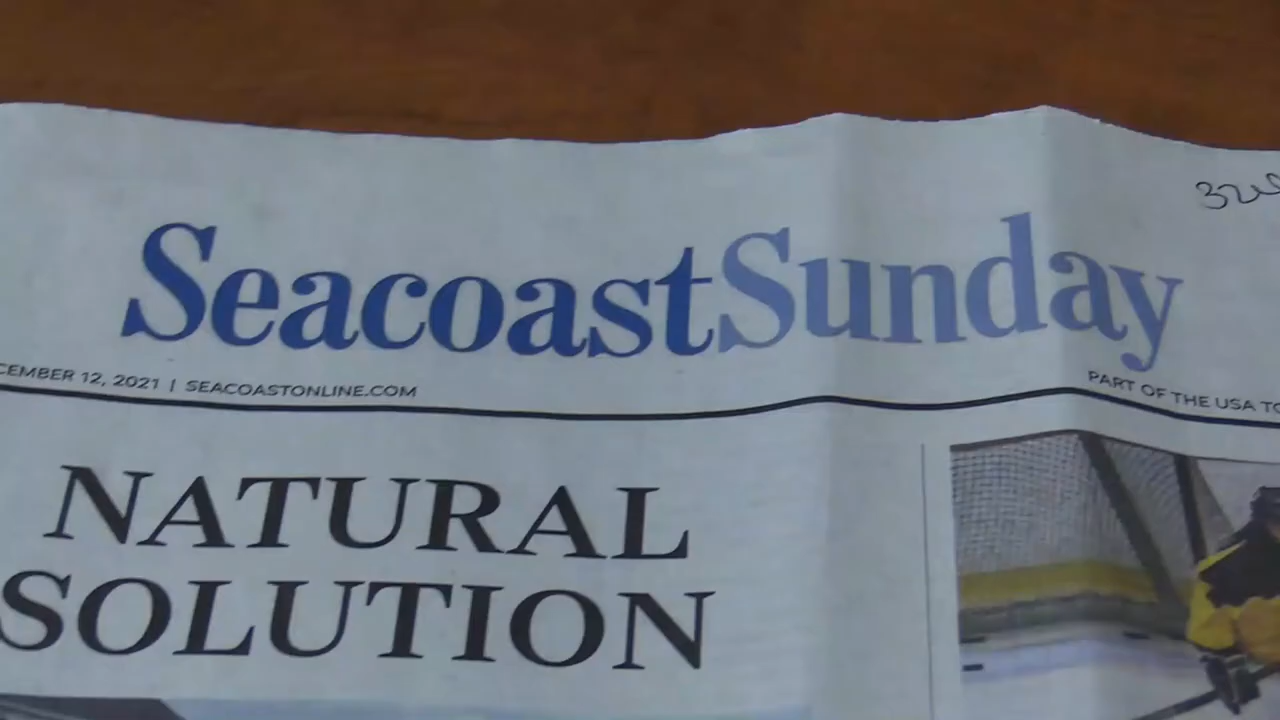 SeacoastSunday
CEMBER 12, 2021 | SEACOASTONLINE.COM
PART OF THE USA TO
NATURAL
SOLUTION